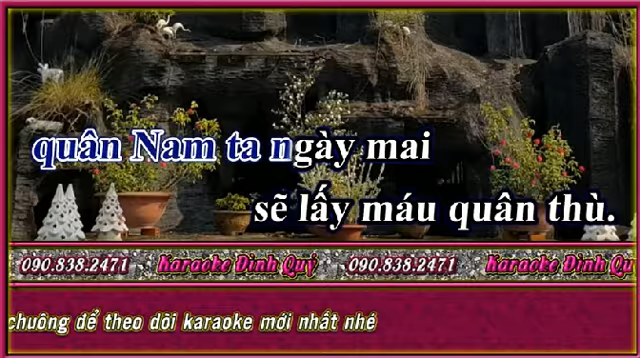 quân Nam ta ngày mai
sẽ lấy máu quân thù.
090.838.2471 Karaoke Đình Quý 090.838.2471 Karaoke Đình Qu
chuông để theo dõi karaoke mới nhất nhé